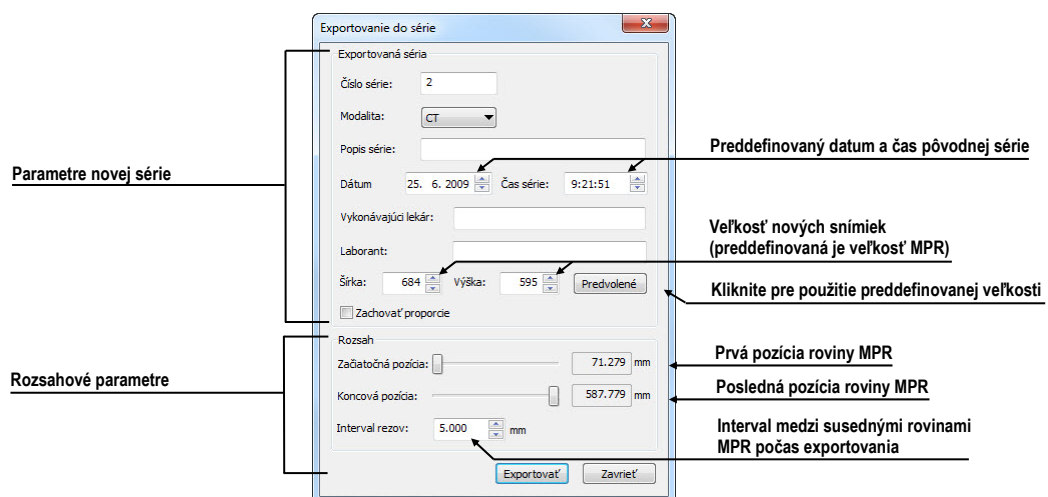 Exportovanie do série
Exportovaná séria
Číslo série: 2
Modalita: CT
Popis série:
Preddefinovaný datum a čas pôvodnej série
Parametre novej série
Dátum 25. 6. 2009 Čas série: 9:21:51
Vykonávajúci lekár:
Veľkosť nových snímiek
(preddefinovaná je veľkosť MPR)
Laborant:
Šírka: 684 Výška: 595 Predvolené
Kliknite pre použitie preddefinovanej veľkosti
Zachovať proporcie
Rozsah
Začiatočná pozícia: 71.279 mm
Prvá pozícia roviny MPR
Rozsahové parametre
Koncová pozícia: 587.779 mm
Posledná pozícia roviny MPR
Interval rezov: 5.000 mm
Interval medzi susednými rovinami
MPR počas exportovania
Exportovať Zavrieť